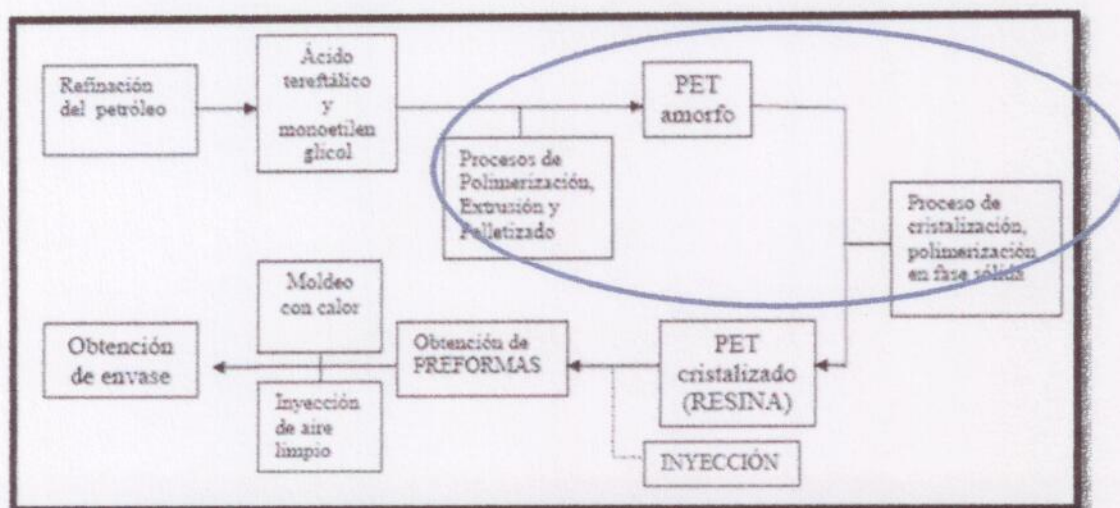 Refinación
del petróleo
Ácido
tereftálico
y
monoetilen
glicol
Procesos de
Polimerización,
Extrusión y
Pelletizado
PET
amorfo
Proceso de
cristalización,
polimerización
en fase sólida
PET
cristalizado
(RESINA)
INYECCIÓN
Obtención de
PREFORMAS
Moldeo
con calor
Inyección
de aire
limpio
Obtención
de envase